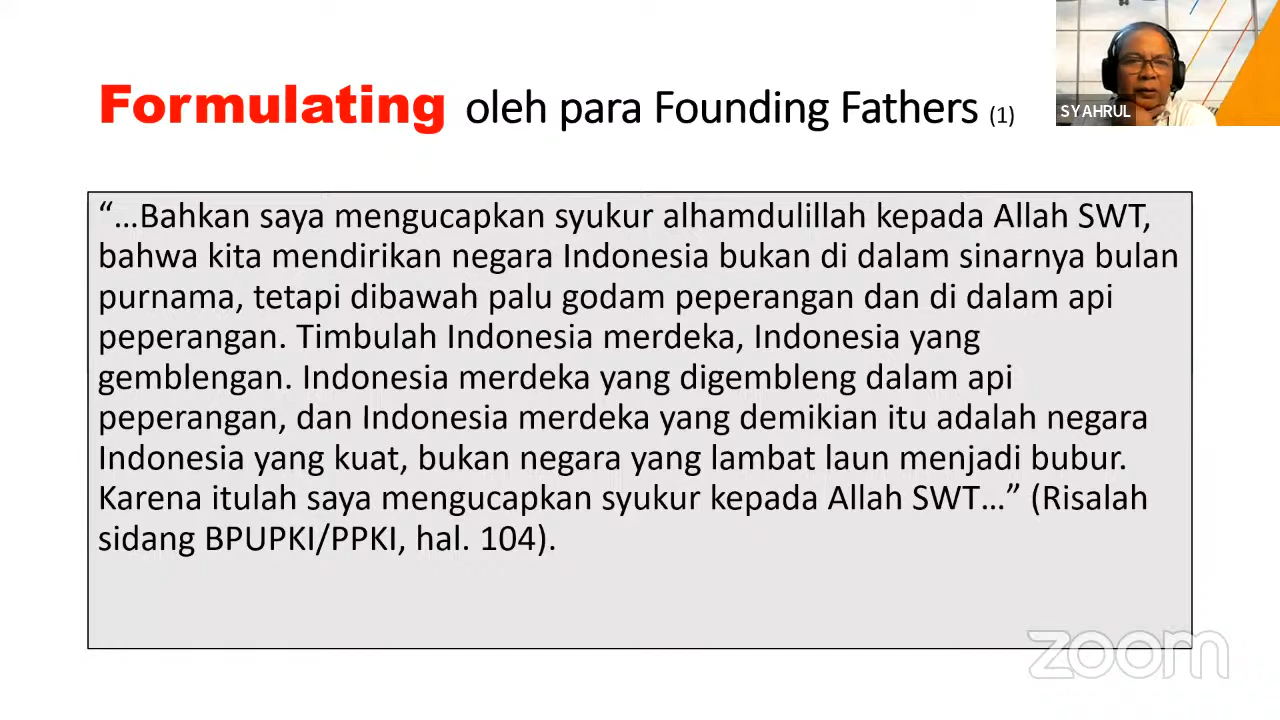 SYAHRUL
Formulating oleh para Founding Fathers (1)
“…Bahkan saya mengucapkan syukur alhamdulillah kepada Allah SWT,
bahwa kita mendirikan negara Indonesia bukan di dalam sinarnya bulan
purnama, tetapi dibawah palu godam peperangan dan di dalam api
peperangan. Timbulah Indonesia merdeka, Indonesia yang
gemblengan. Indonesia merdeka yang digembleng dalam api
peperangan, dan Indonesia merdeka yang demikian itu adalah negara
Indonesia yang kuat, bukan negara yang lambat laun menjadi bubur.
Karena itulah saya mengucapkan syukur kepada Allah SWT…” (Risalah
sidang BPUPKI/PPKI, hal. 104).
zoom